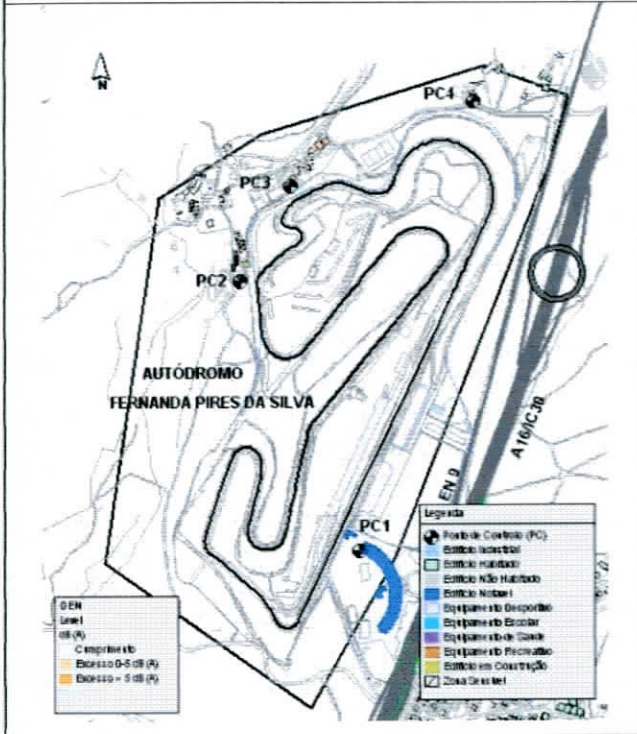 N
PC4
PC3
PC2
AUTÓDROMO
FERNANDA PIRES DA SILVA
A16/IC30
EN 9
PC1
Legenda
Ponto de Controlo (PC)
Edifício Industrial
Edifício Habitado
Edifício Não Habitado
Edifício Notável
Equipamento Desportivo
Equipamento Escolar
Equipamento de Saúde
Equipamento Recreativo
Edifício em Construção
Zona Sensível
DEN
Level
dB (A)
Cumprimento
Excesso 0-5 dB (A)
Excesso > 5 dB (A)